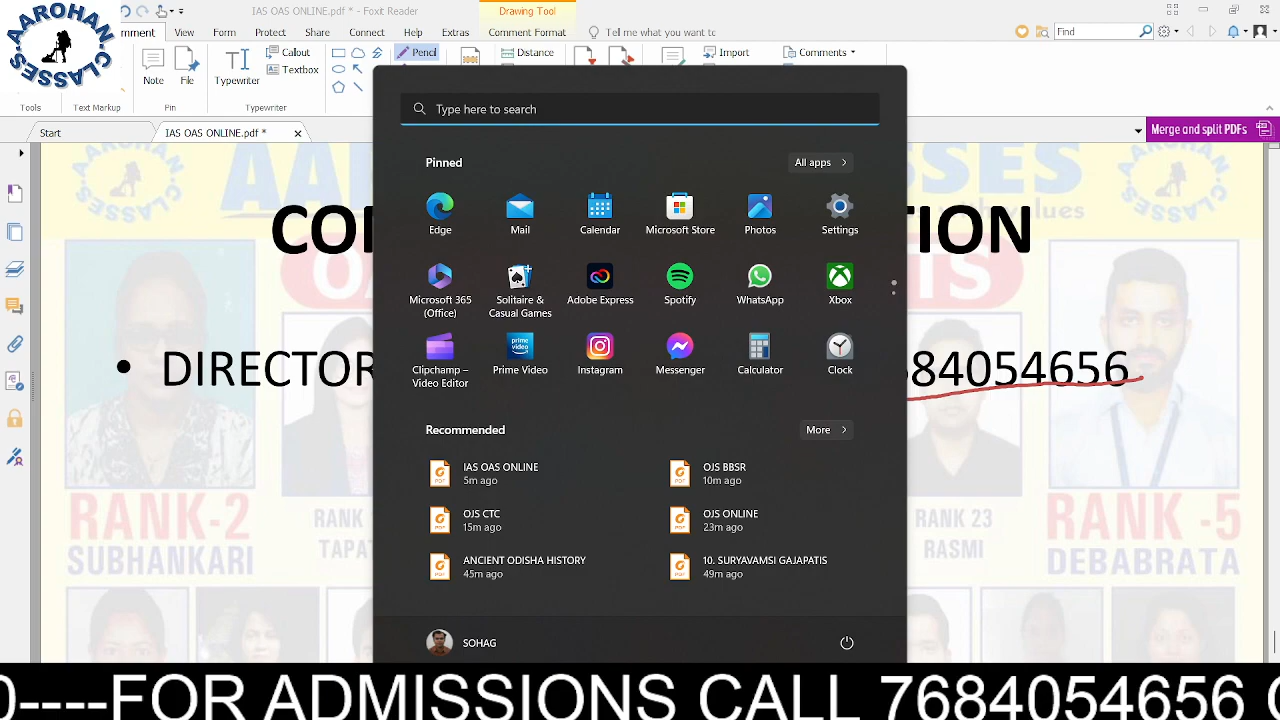 AAROHAN CLASSES
IAS OAS ONLINE.pdf * - Foxit Reader
Drawing Tool
mment
View
Form
Protect
Share
Connect
Help
Extras
Comment Format
Tell me what you want tc
Find
Note
File
Typewriter
Callout
Textbox
Pencil
Distance
Import
Comments
Tools
Text Markup
Pin
Typewriter
Start
IAS OAS ONLINE.pdf *
Merge and split PDFs
Type here to search
Pinned
All apps
Edge
Mail
Calendar
Microsoft Store
Photos
Settings
Microsoft 365 (Office)
Solitaire & Casual Games
Adobe Express
Spotify
WhatsApp
Xbox
Clipchamp – Video Editor
Prime Video
Instagram
Messenger
Calculator
Clock
Recommended
More
IAS OAS ONLINE
5m ago
OJS BBSR
10m ago
OJS CTC
15m ago
OJS ONLINE
23m ago
ANCIENT ODISHA HISTORY
45m ago
10. SURYAVAMSI GAJAPATIS
49m ago
SOHAG
• DIRECTOR
684054656
RANK-2
SUBHANKARI
RANK
TAPAT
RANK 23
RASMI
RANK -5
DEBABRATA
0----FOR ADMISSIONS CALL 7684054656